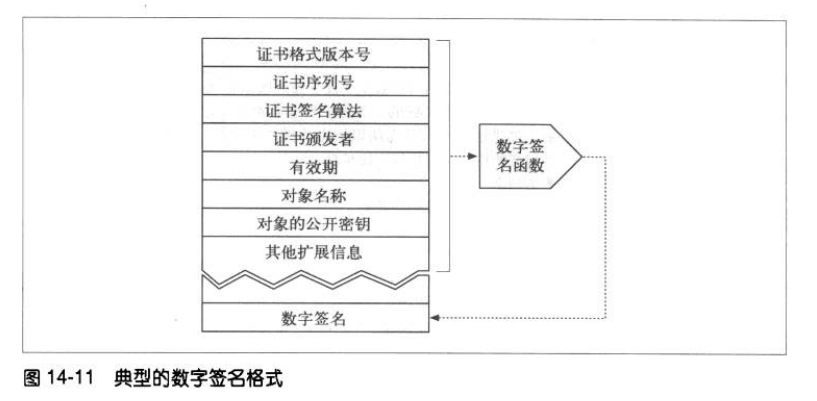 证书格式版本号
证书序列号
证书签名算法
证书颁发者
有效期
对象名称
对象的公开密钥
其他扩展信息
数字签
名函数
数字签名
图 14-11 典型的数字签名格式